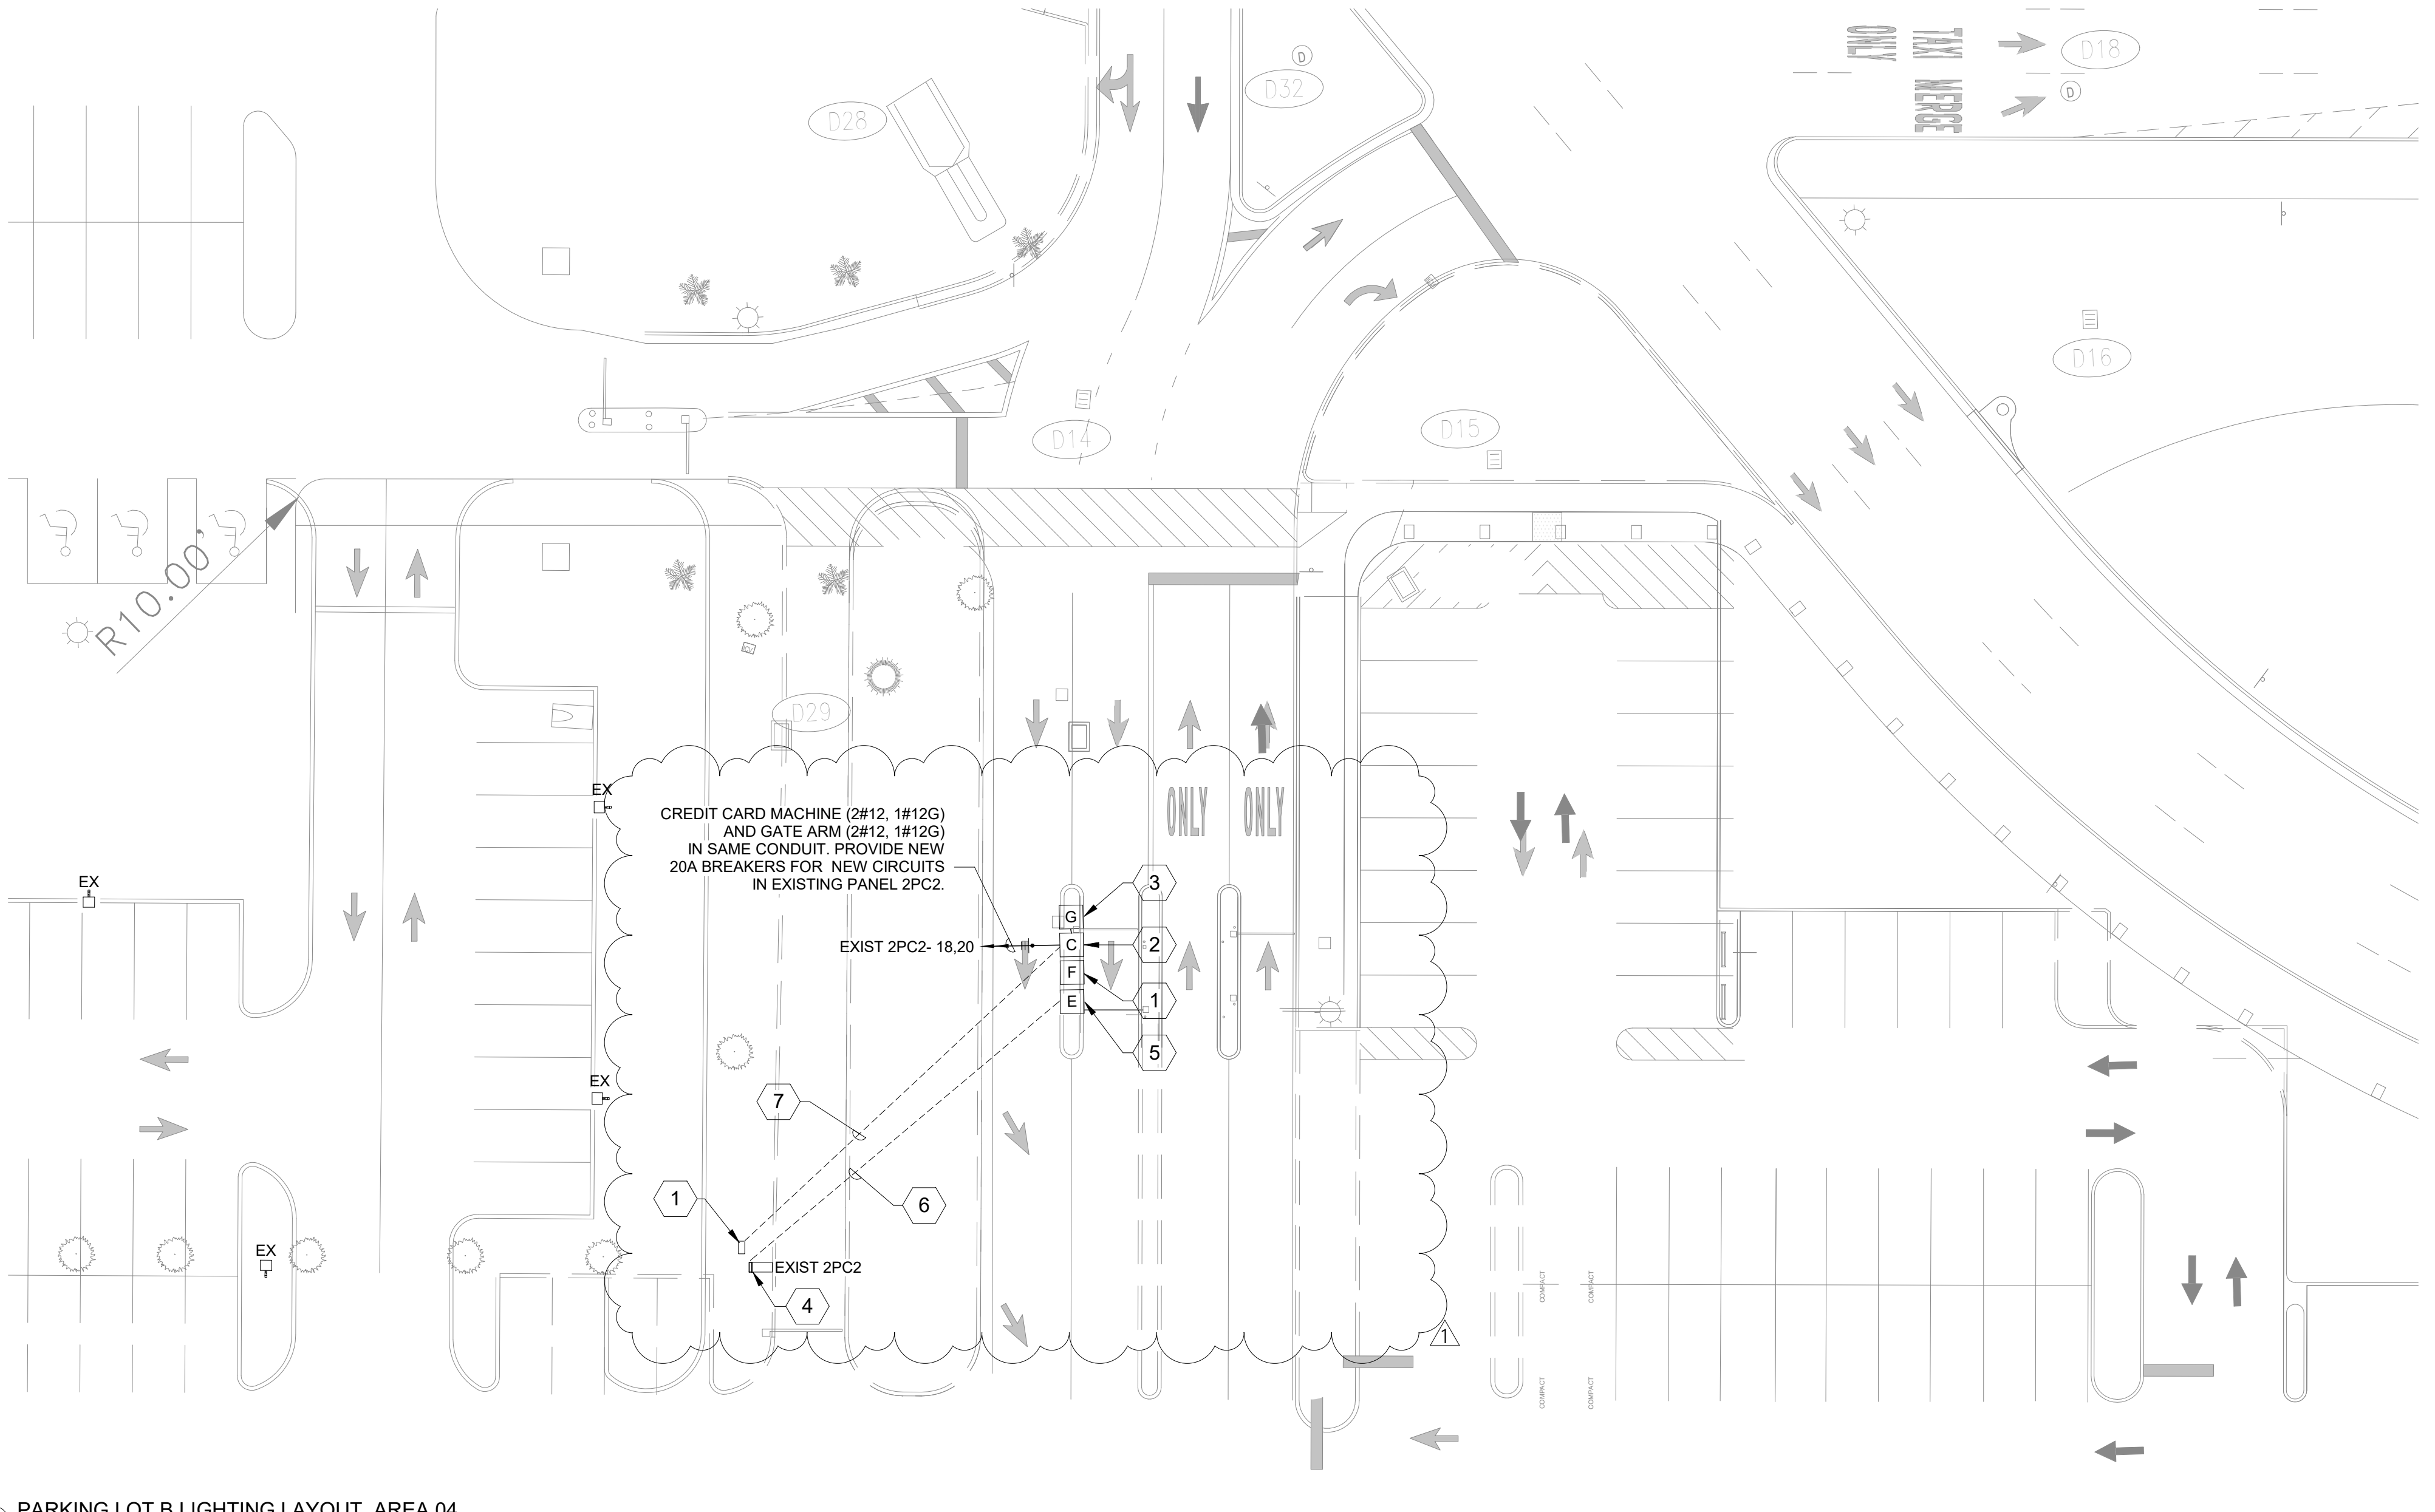 ONLY
TAXI MERGE
D18
D
D
D32
D28
D16
D15
D14
R10.00'
D29
EX
CREDIT CARD MACHINE (2#12, 1#12G)
AND GATE ARM (2#12, 1#12G)
IN SAME CONDUIT. PROVIDE NEW
20A BREAKERS FOR NEW CIRCUITS
IN EXISTING PANEL 2PC2.
ONLY
ONLY
EX
3
G
EXIST 2PC2- 18,20
C
2
F
E
1
5
EX
7
1
6
EX
EXIST 2PC2
4
1
COMPACT
COMPACT
COMPACT
COMPACT
PARKING LOT B LIGHTING LAYOUT, AREA 04